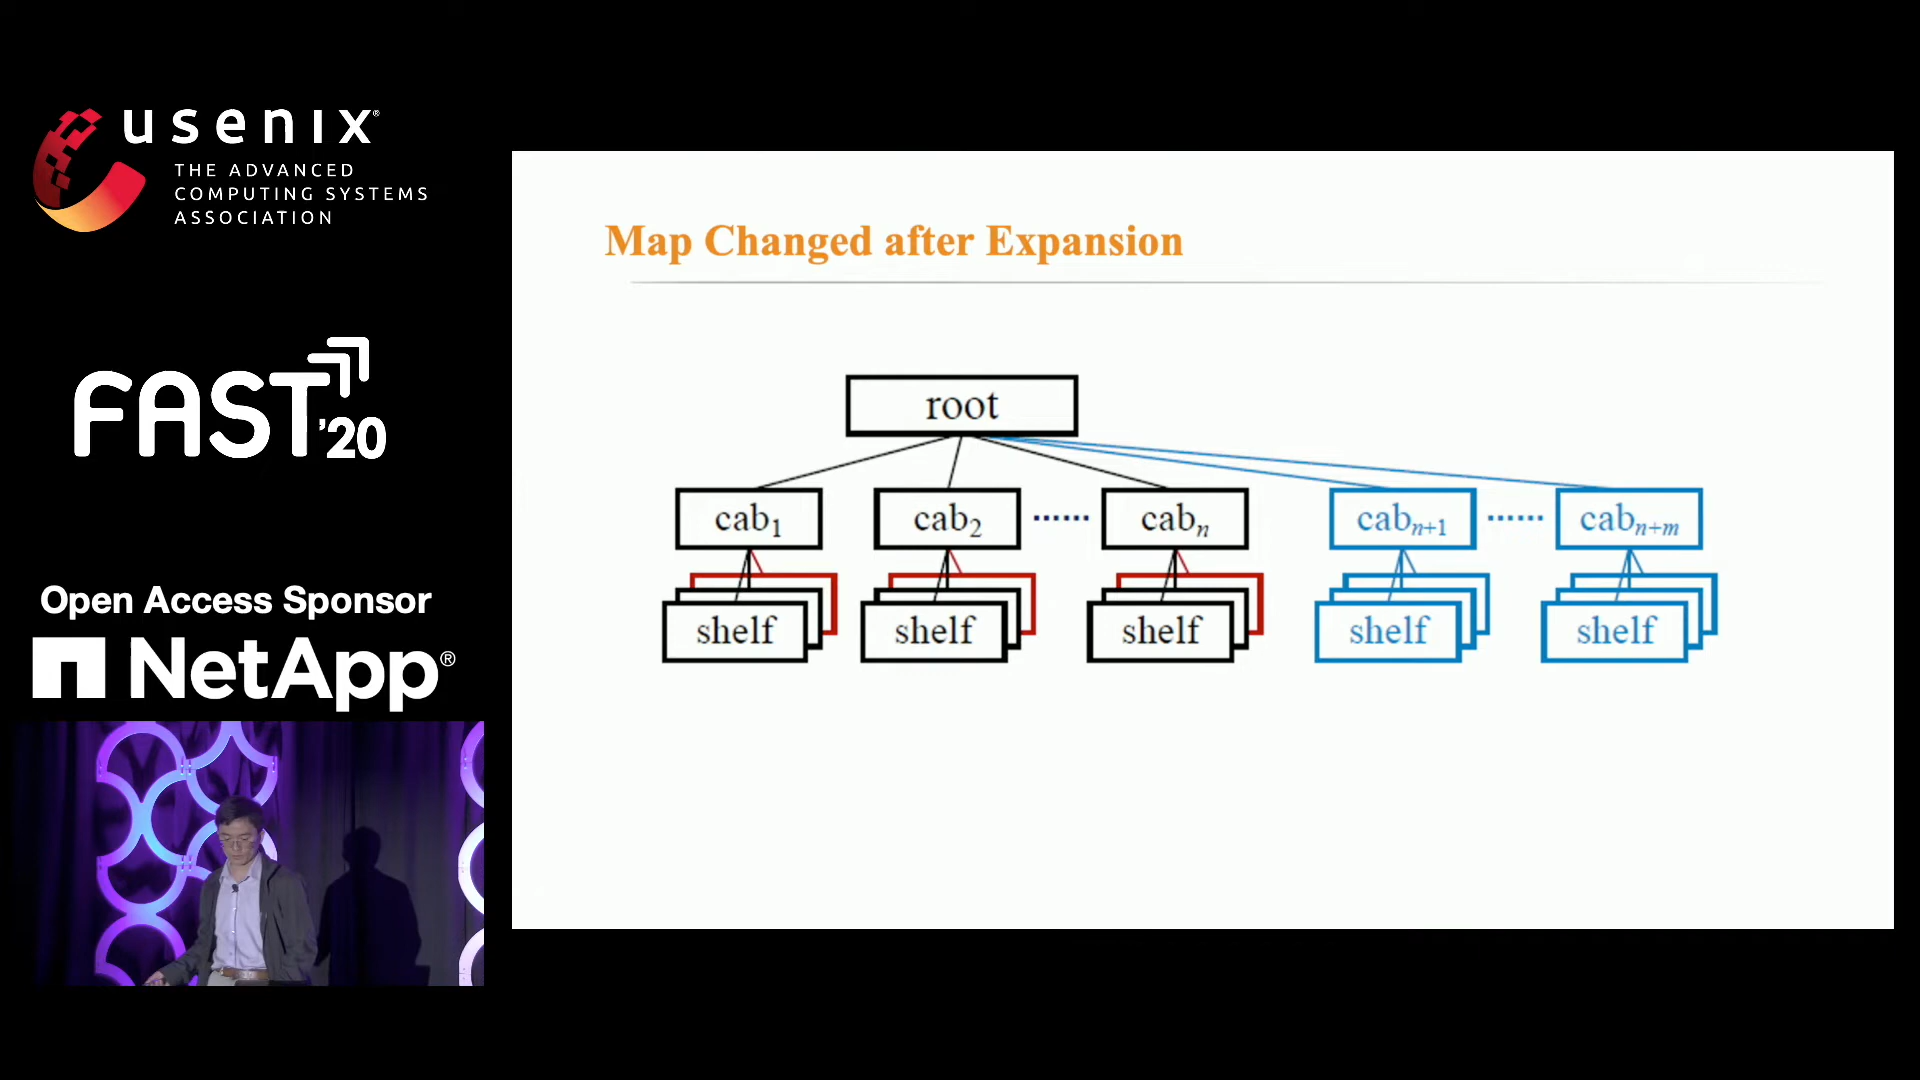 usenix®
THE ADVANCED
COMPUTING SYSTEMS
ASSOCIATION
FAST '20
Open Access Sponsor
NetApp®
Map Changed after Expansion
root
cab1 cab2 ...... cabn cabn+1 ...... cabn+m
shelf shelf shelf shelf shelf